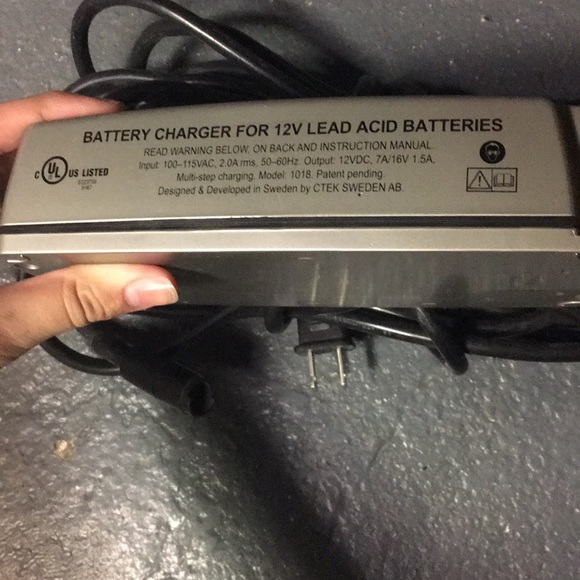 BATTERY CHARGER FOR 12V LEAD ACID BATTERIES
READ WARNING BELOW, ON BACK AND INSTRUCTION MANUAL.
Input: 100–115VAC, 2.0A rms, 50–60Hz. Output: 12VDC, 7A/16V 1.5A,
Multi-step charging. Model: 1018. Patent pending.
Designed & Developed in Sweden by CTEK SWEDEN AB.
C UL US LISTED